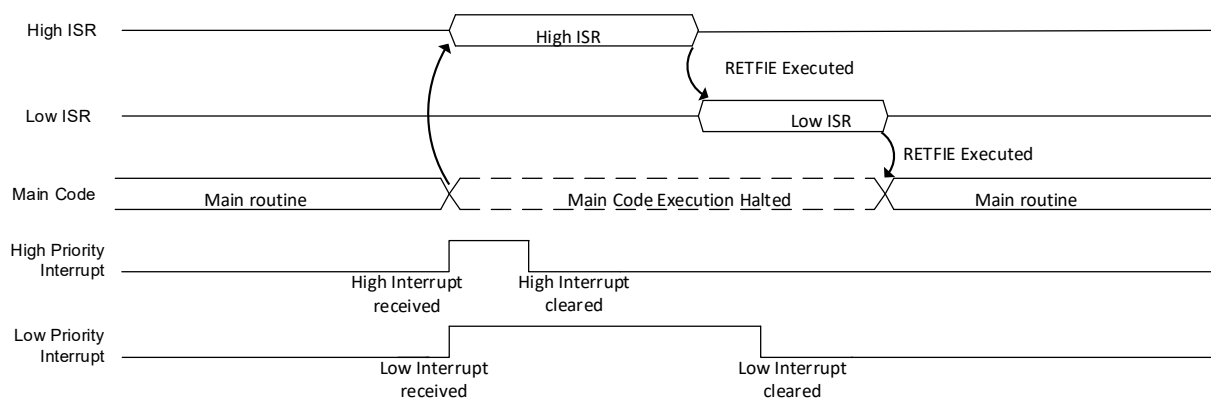 High ISR
High ISR
RETFIE Executed
Low ISR
Low ISR
RETFIE Executed
Main Code
Main routine
Main Code Execution Halted
Main routine
High Priority
Interrupt
High Interrupt
received
High Interrupt
cleared
Low Priority
Interrupt
Low Interrupt
received
Low Interrupt
cleared